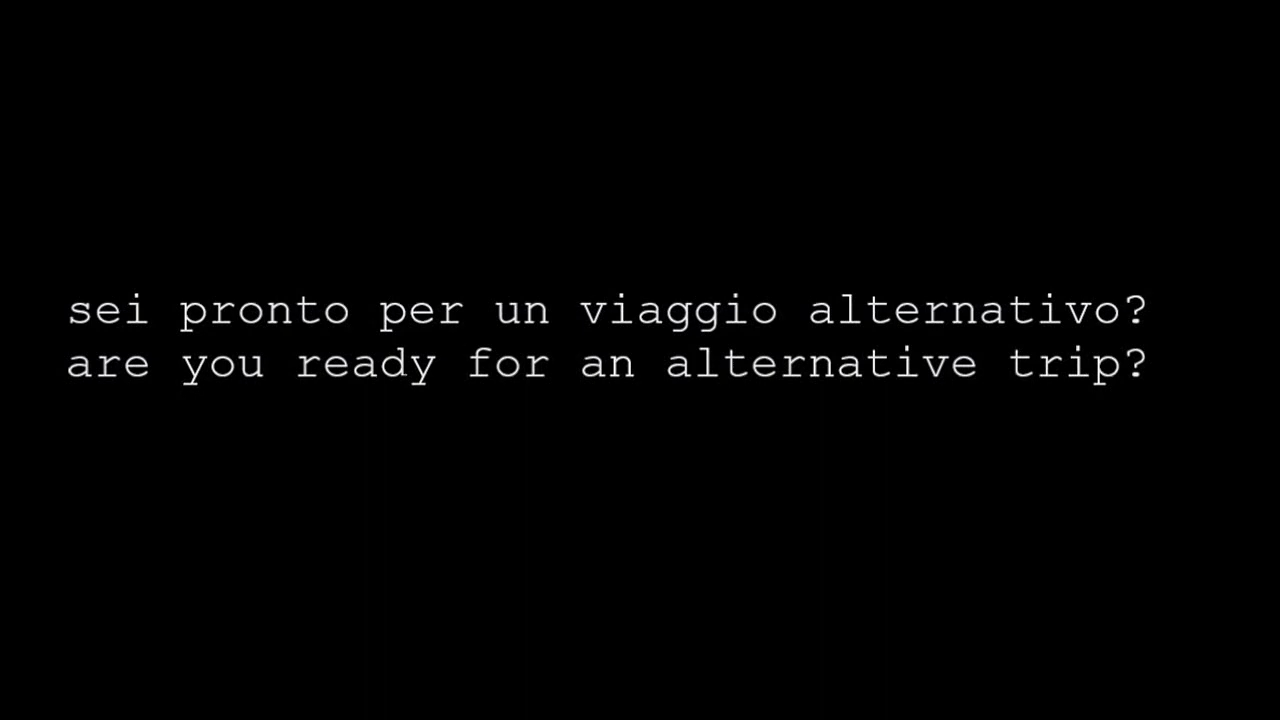 sei pronto per un viaggio alternativo?
are you ready for an alternative trip?